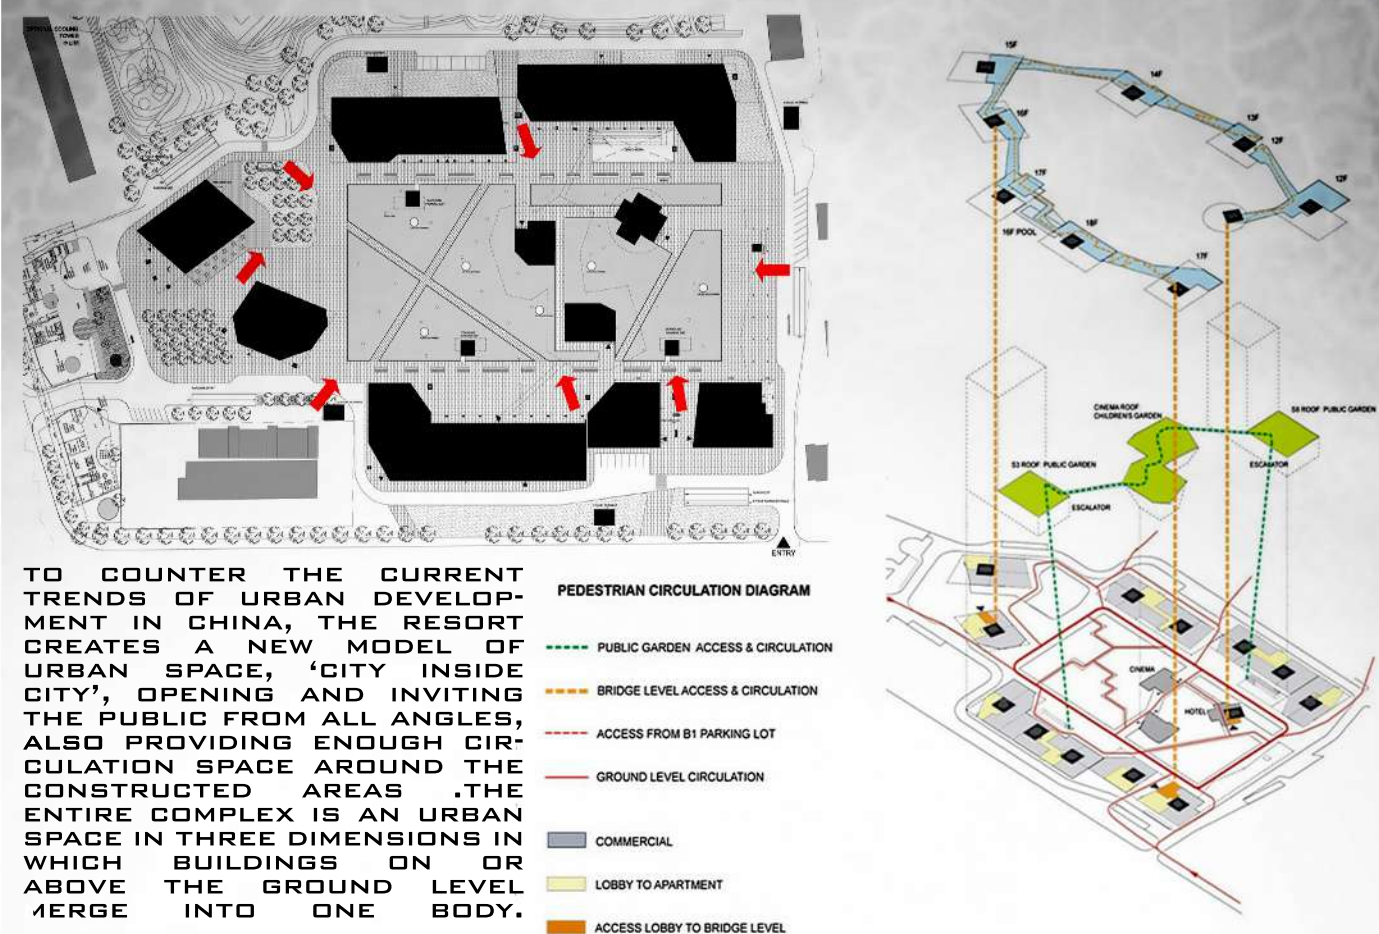 ENTRY
TO COUNTER THE CURRENT
TRENDS OF URBAN DEVELOP-
MENT IN CHINA, THE RESORT
CREATES A NEW MODEL OF
URBAN SPACE, ‘CITY INSIDE
CITY’, OPENING AND INVITING
THE PUBLIC FROM ALL ANGLES,
ALSO PROVIDING ENOUGH CIR-
CULATION SPACE AROUND THE
CONSTRUCTED AREAS .THE
ENTIRE COMPLEX IS AN URBAN
SPACE IN THREE DIMENSIONS IN
WHICH BUILDINGS ON OR
ABOVE THE GROUND LEVEL
MERGE INTO ONE BODY.
PEDESTRIAN CIRCULATION DIAGRAM
PUBLIC GARDEN ACCESS & CIRCULATION
BRIDGE LEVEL ACCESS & CIRCULATION
ACCESS FROM B1 PARKING LOT
GROUND LEVEL CIRCULATION
COMMERCIAL
LOBBY TO APARTMENT
ACCESS LOBBY TO BRIDGE LEVEL
15F
14F
13F
12F
16F
17F
12F
16F POOL
18F
17F
CINEMA ROOF
CHILDREN'S GARDEN
S8 ROOF PUBLIC GARDEN
S3 ROOF PUBLIC GARDEN
ESCALATOR
ESCALATOR
CINEMA
HOTEL